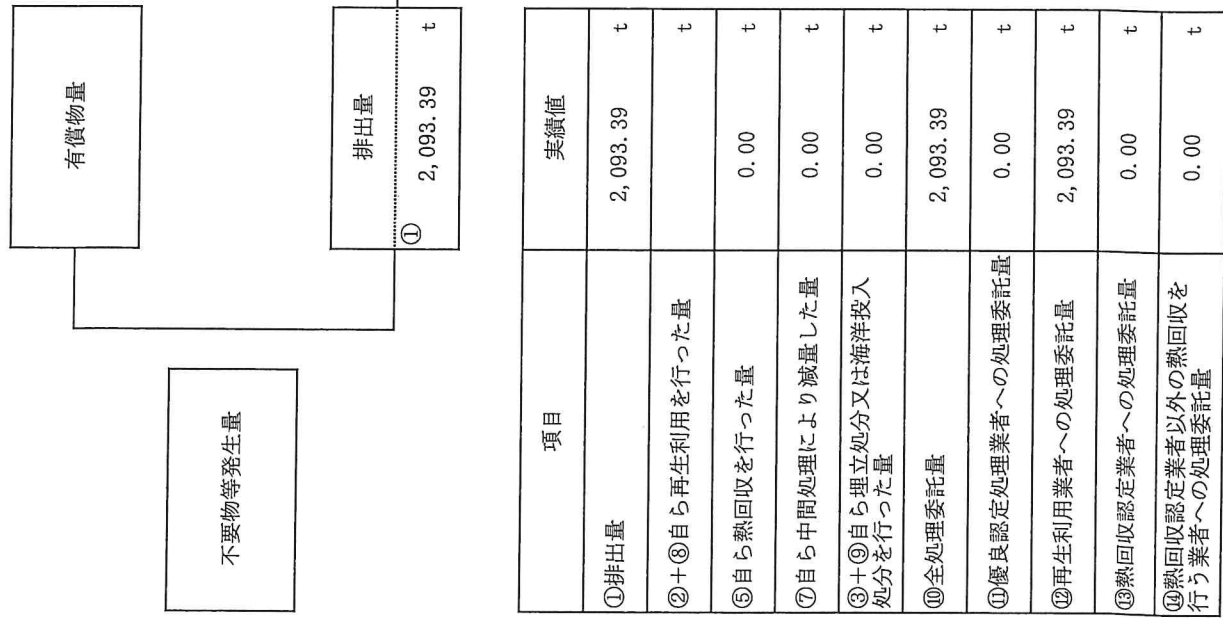 有償物量
不要物等発生量
排出量
① 2,093.39 t
項目 実績値
①排出量 2,093.39 t
②+⑧自ら再生利用を行った量 t
⑤自ら熱回収を行った量 0.00 t
⑦自ら中間処理により減量した量 0.00 t
③+⑨自ら埋立処分又は海洋投入
処分を行った量 0.00 t
⑩全処理委託量 2,093.39 t
⑪優良認定処理業者への処理委託量 0.00 t
⑫再生利用業者への処理委託量 2,093.39 t
⑬熱回収認定業者への処理委託量 0.00 t
⑭熱回収認定業者以外の熱回収を
行う業者への処理委託量 0.00 t